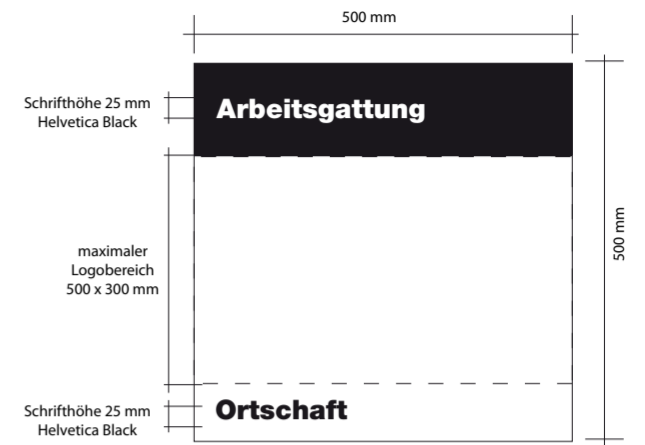 500 mm
Schrifthöhe 25 mm
Helvetica Black
Arbeitsgattung
maximaler
Logobereich
500 x 300 mm
500 mm
Schrifthöhe 25 mm
Helvetica Black
Ortschaft